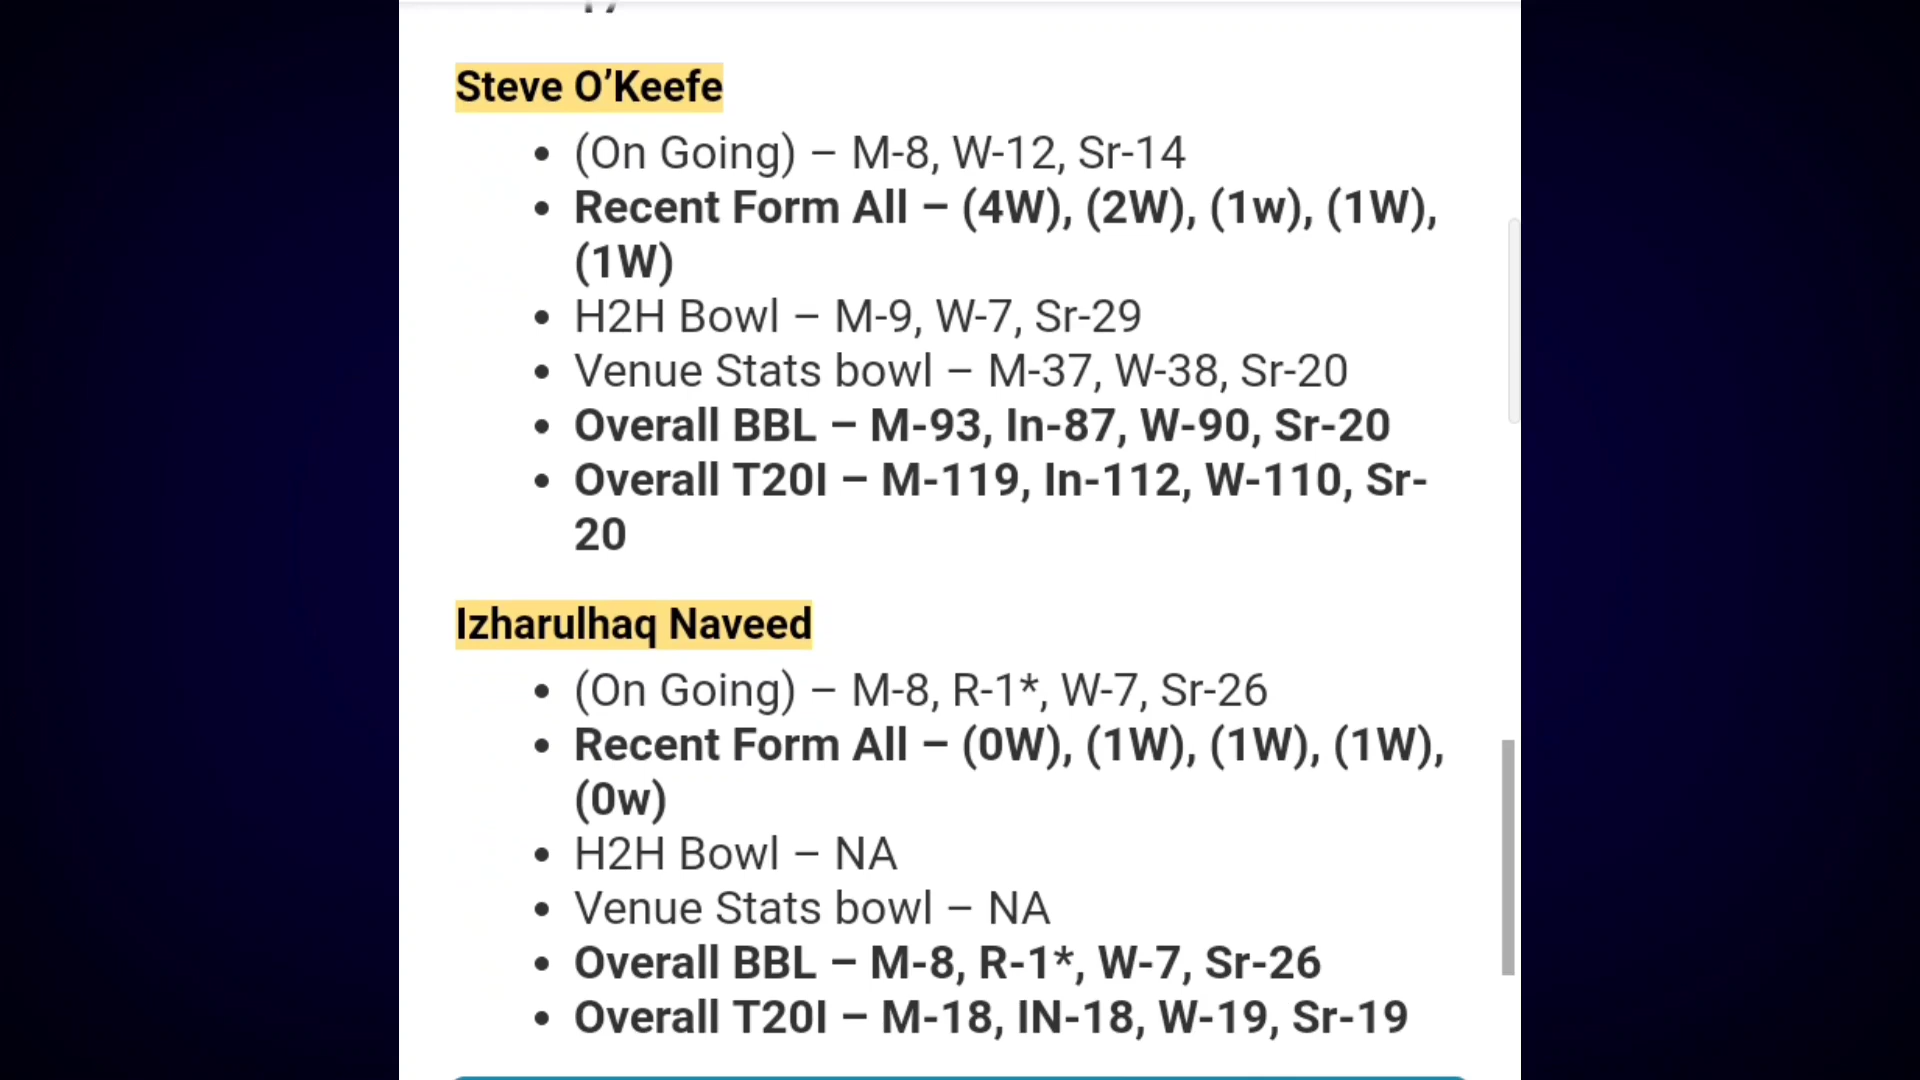 Steve O’Keefe
• (On Going) – M-8, W-12, Sr-14
• Recent Form All – (4W), (2W), (1w), (1W),
(1W)
• H2H Bowl – M-9, W-7, Sr-29
• Venue Stats bowl – M-37, W-38, Sr-20
• Overall BBL – M-93, In-87, W-90, Sr-20
• Overall T20I – M-119, In-112, W-110, Sr-
20
Izharulhaq Naveed
• (On Going) – M-8, R-1*, W-7, Sr-26
• Recent Form All – (0W), (1W), (1W), (1W),
(0w)
• H2H Bowl – NA
• Venue Stats bowl – NA
• Overall BBL – M-8, R-1*, W-7, Sr-26
• Overall T20I – M-18, IN-18, W-19, Sr-19